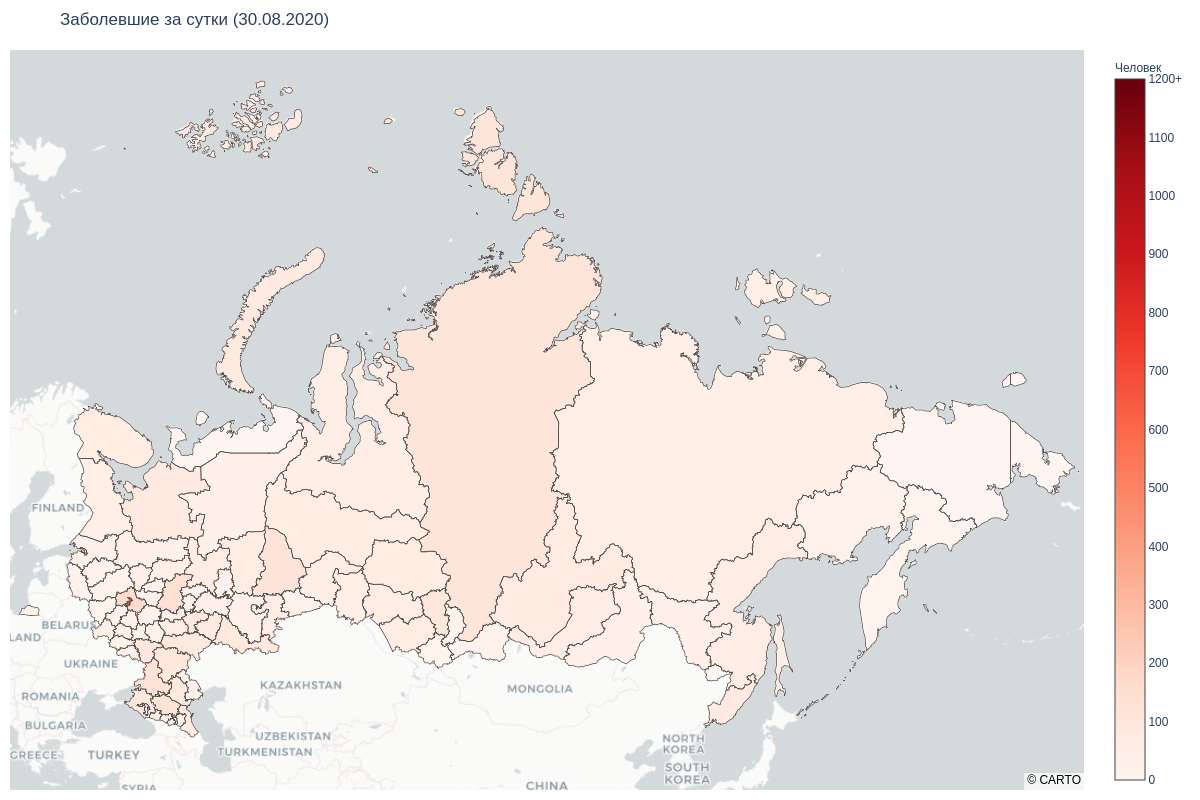 Заболевшие за сутки (30.08.2020)
Человек
1200+
1100
1000
900
800
700
600
500
400
300
200
100
0
FINLAND
BELARUS
LAND
UKRAINE
ROMANIA
BULGARIA
GREECE
TURKEY
SYRIA
KAZAKHSTAN
UZBEKISTAN
TURKMENISTAN
MONGOLIA
CHINA
NORTH
KOREA
SOUTH
KOREA
© CARTO